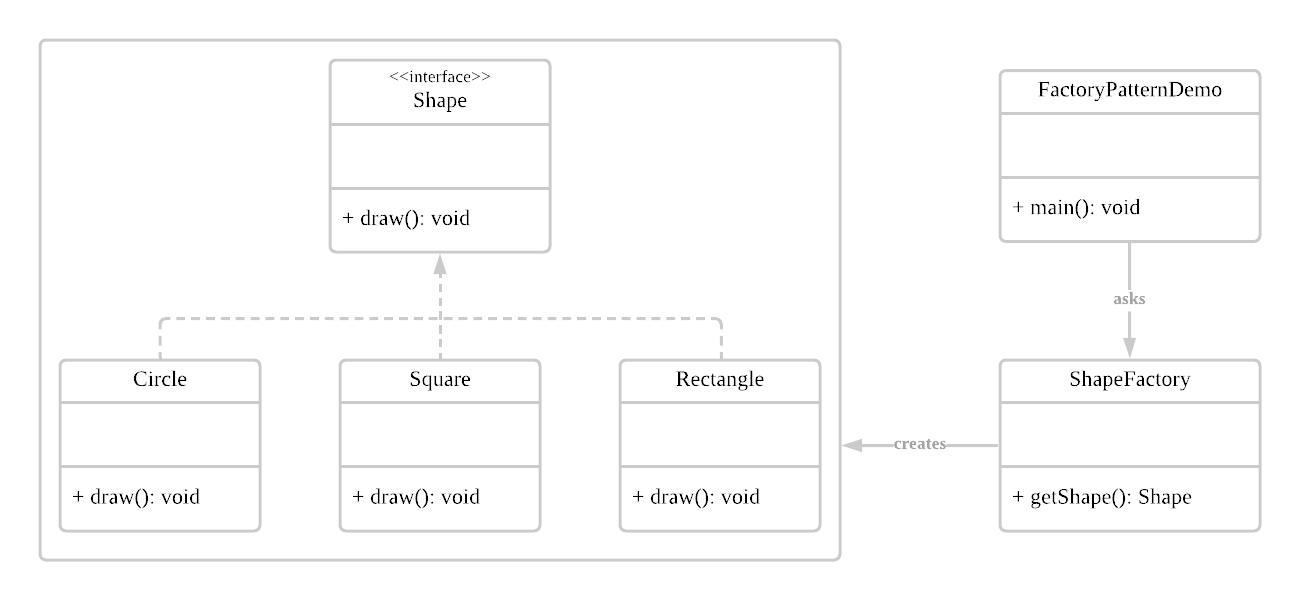 <<interface>>
Shape
+ draw(): void
Circle
+ draw(): void
Square
+ draw(): void
Rectangle
+ draw(): void
FactoryPatternDemo
+ main(): void
asks
ShapeFactory
+ getShape(): Shape
creates